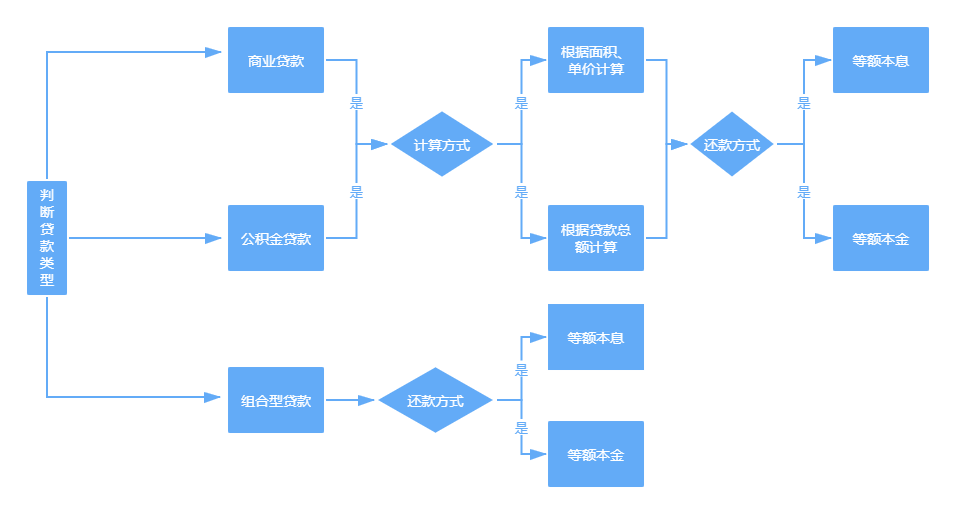 判
断
贷
款
类
型
商业贷款
是
公积金贷款
是
计算方式
是
是
根据面积、
单价计算
根据贷款总
额计算
还款方式
是
是
等额本息
等额本金
组合型贷款
还款方式
是
是
等额本息
等额本金